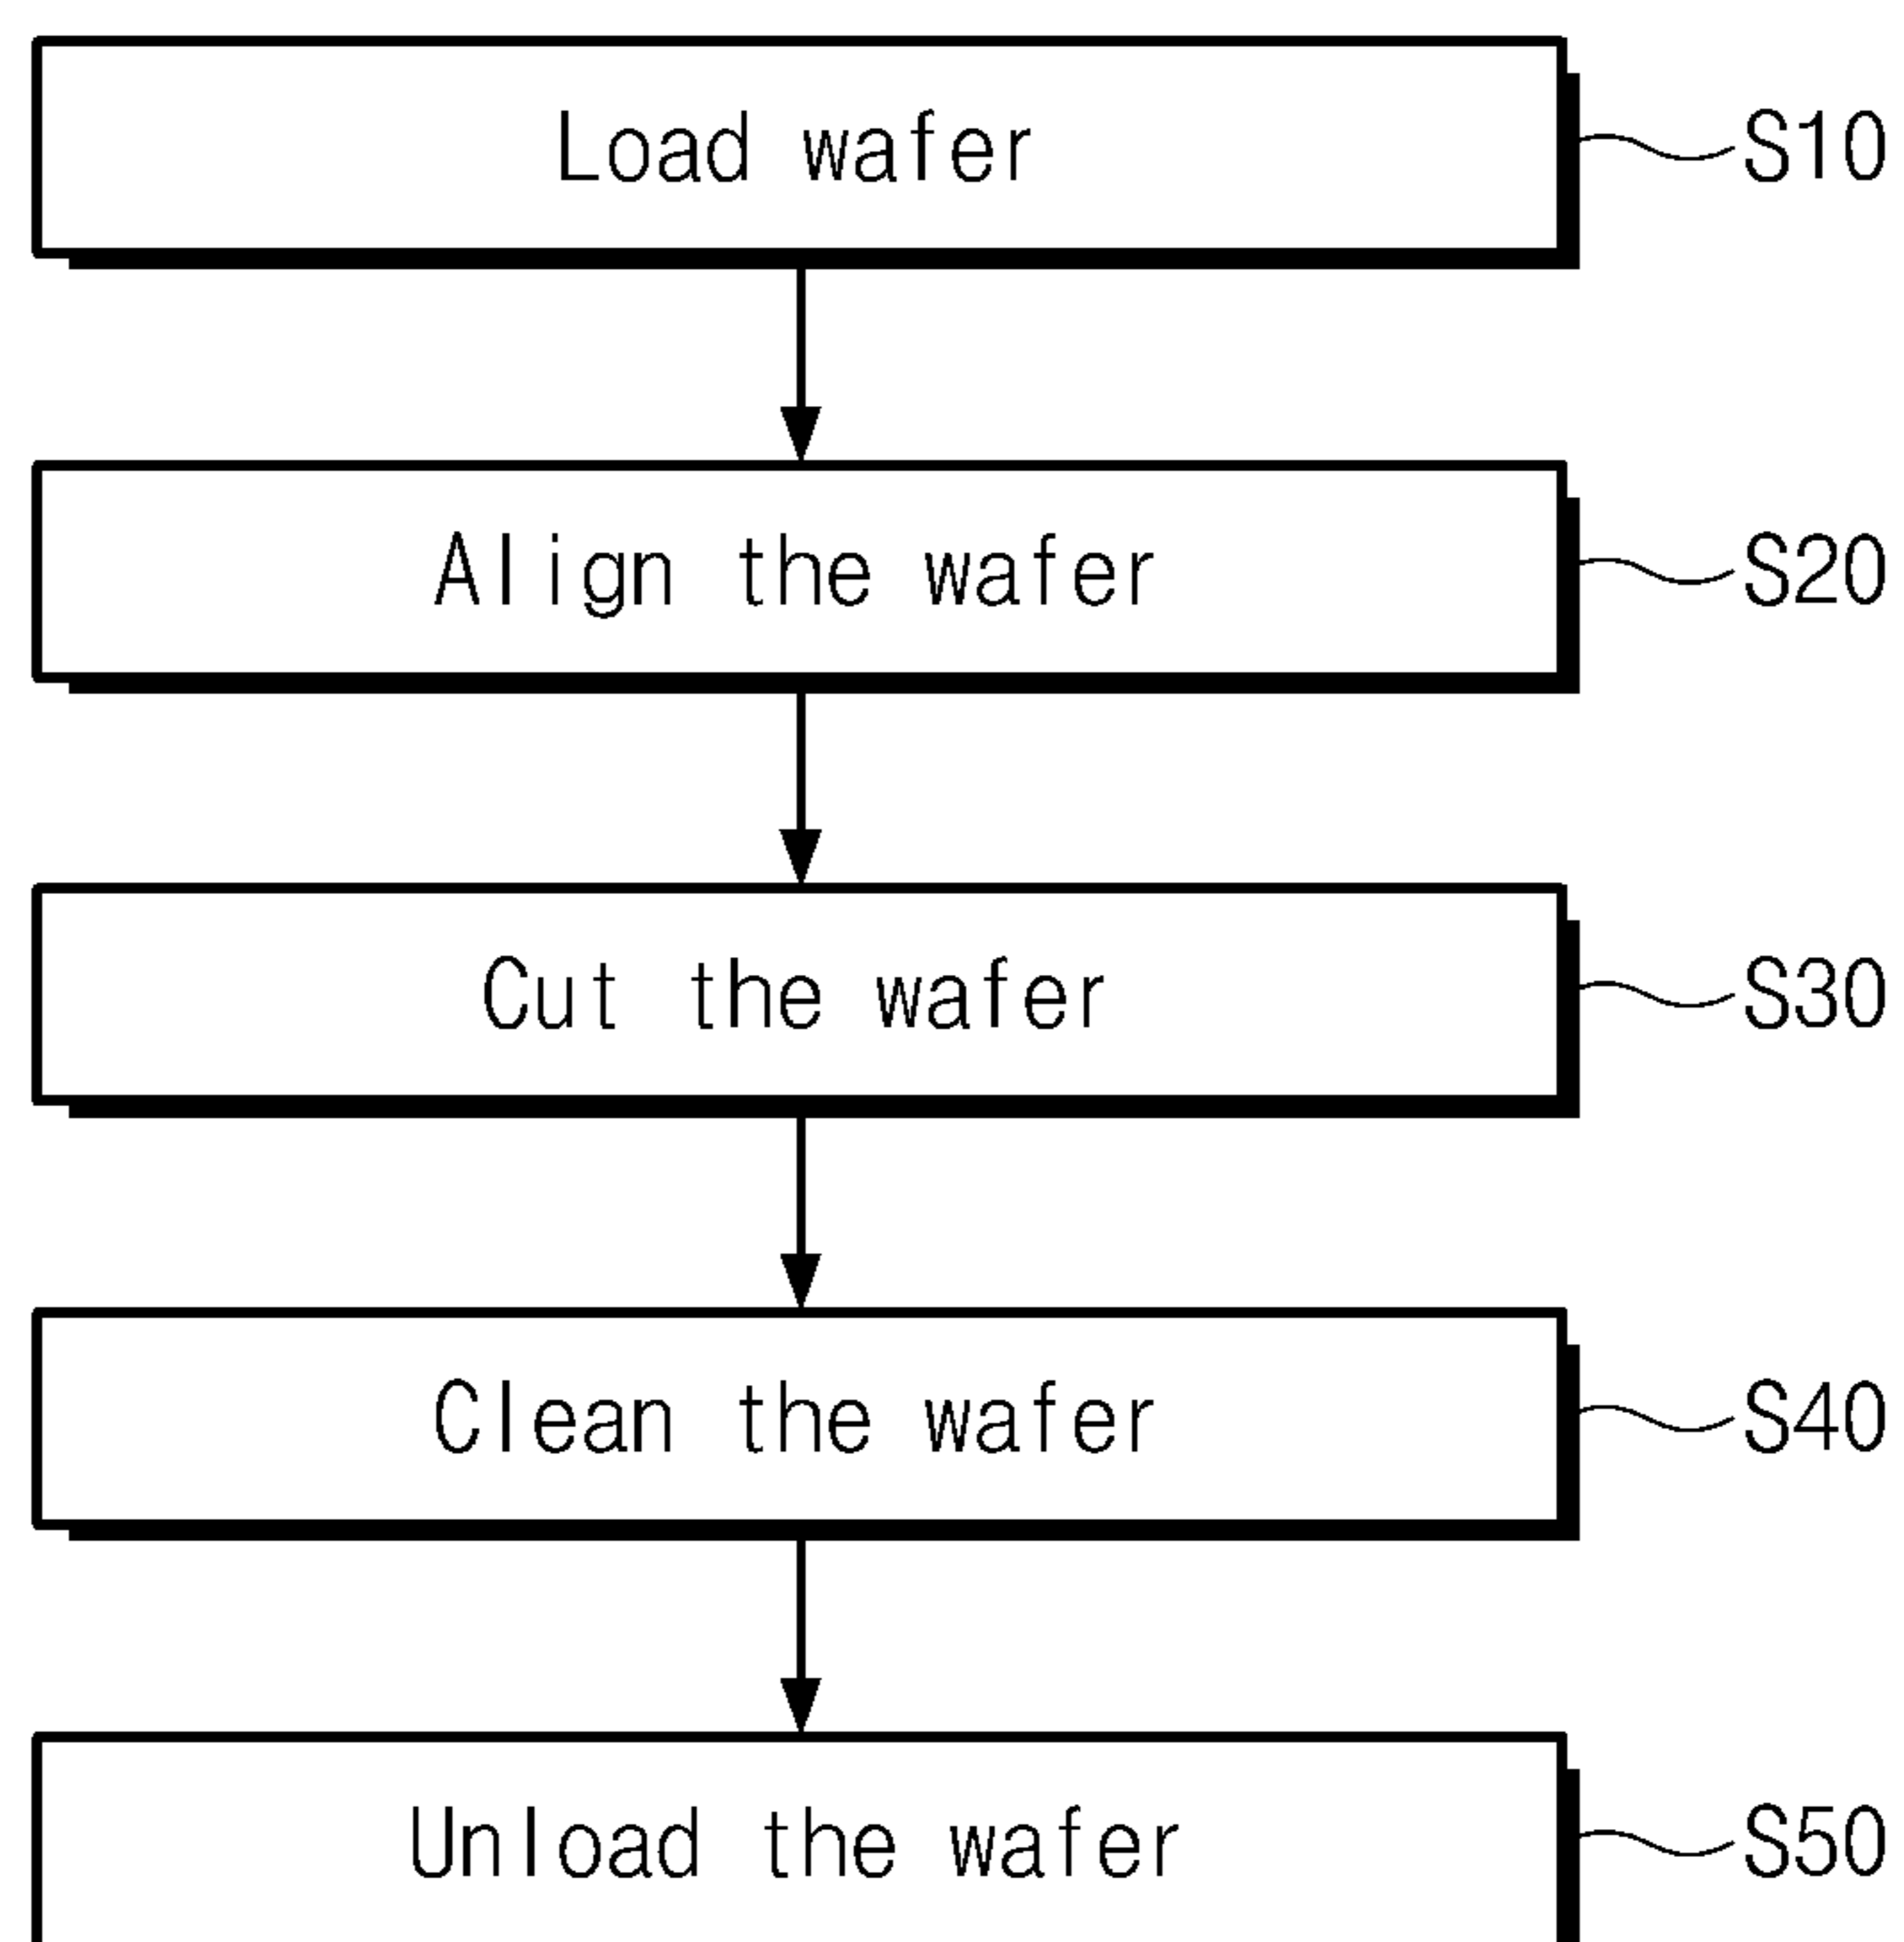 Load wafer S10
Align the wafer S20
Cut the wafer S30
Clean the wafer S40
Unload the wafer S50